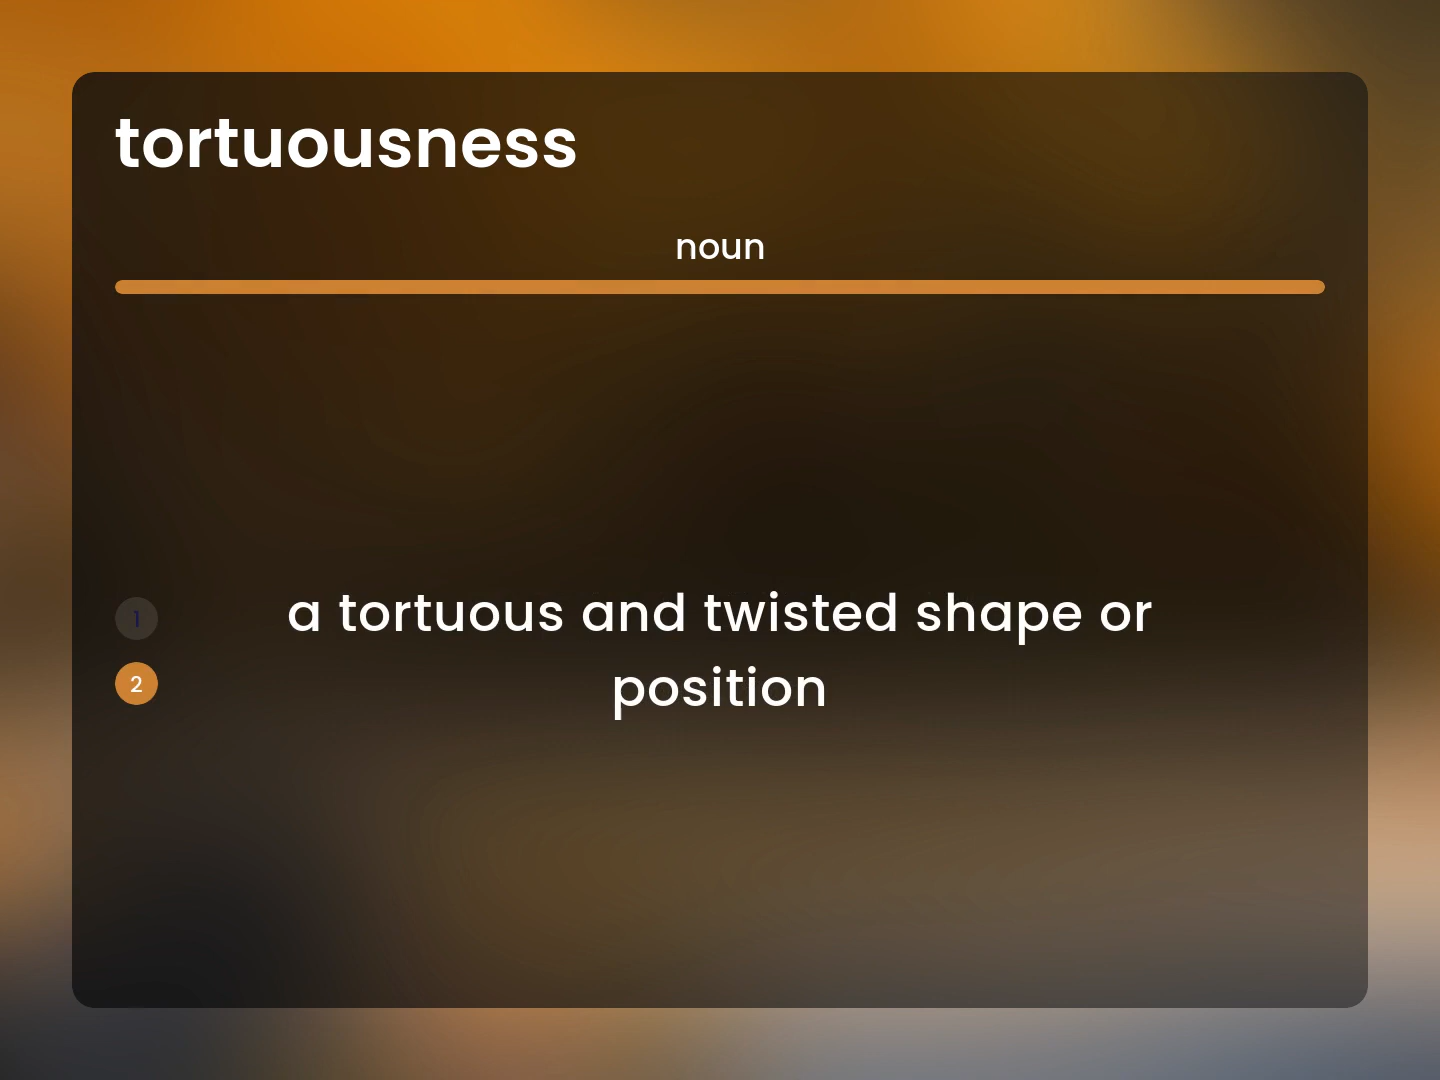 tortuousness
noun
1
2
a tortuous and twisted shape or
position